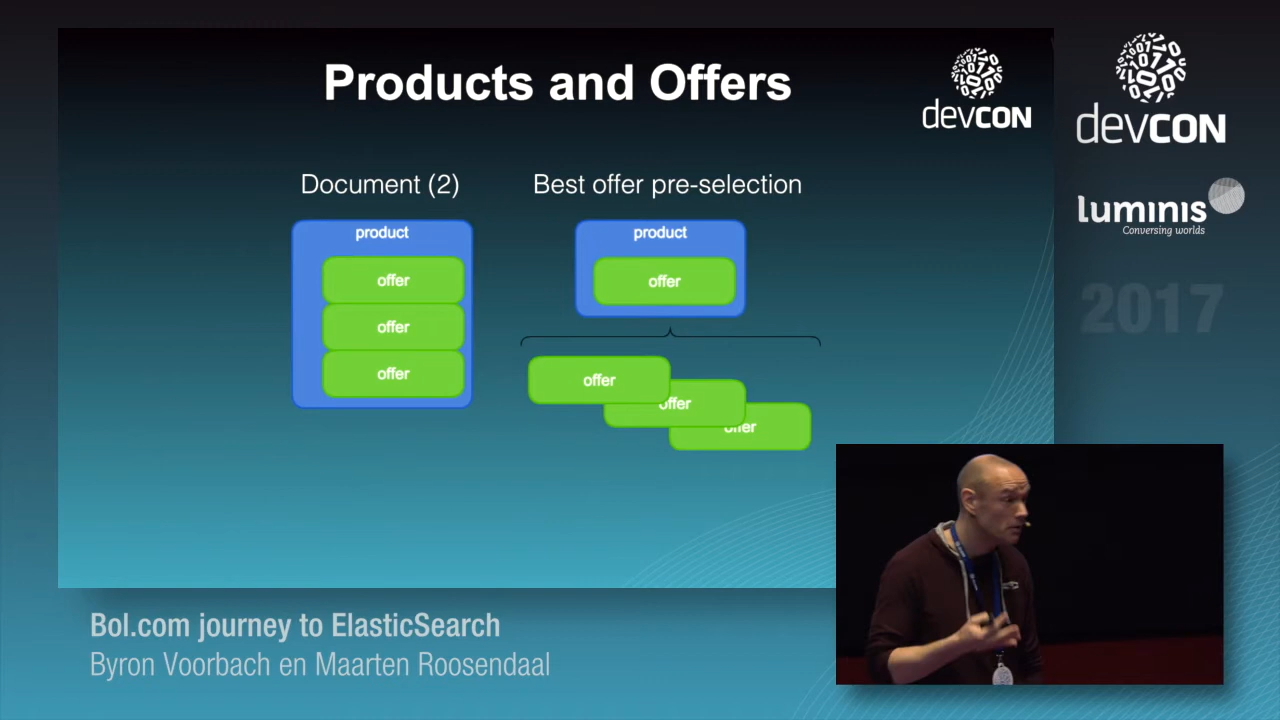 Products and Offers
devcon
devcon
luminis
Conversing worlds
2017
Document (2)
Best offer pre-selection
product
offer
offer
offer
product
offer
offer
offer
offer
Bol.com journey to ElasticSearch
Byron Voorbach en Maarten Roosendaal